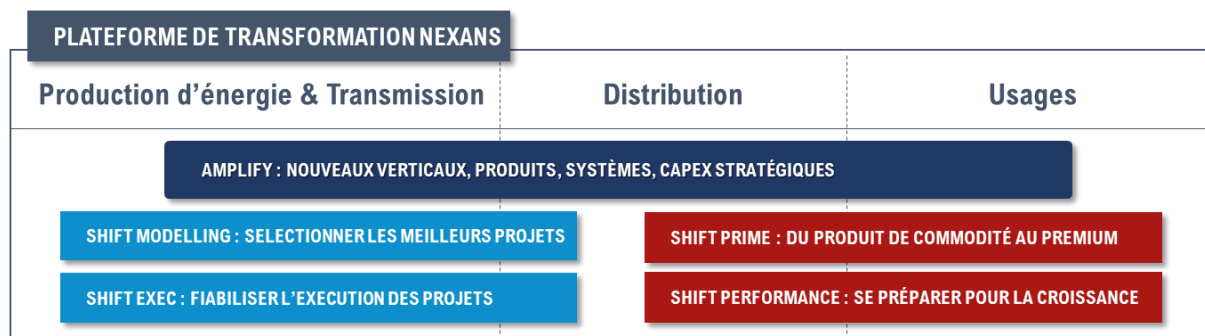 PLATEFORME DE TRANSFORMATION NEXANS
Production d’énergie & Transmission
Distribution
Usages
AMPLIFY : NOUVEAUX VERTICAUX, PRODUITS, SYSTÈMES, CAPEX STRATÉGIQUES
SHIFT MODELLING : SELECTIONNER LES MEILLEURS PROJETS
SHIFT PRIME : DU PRODUIT DE COMMODITÉ AU PREMIUM
SHIFT EXEC : FIABILISER L’EXECUTION DES PROJETS
SHIFT PERFORMANCE : SE PRÉPARER POUR LA CROISSANCE